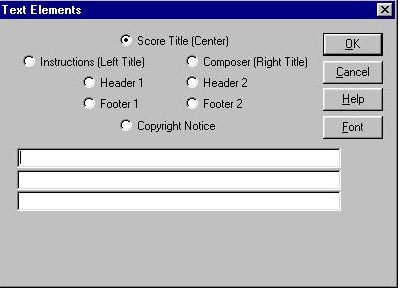 Text Elements
Score Title (Center)
Instructions (Left Title)
Composer (Right Title)
Header 1
Header 2
Footer 1
Footer 2
Copyright Notice
OK
Cancel
Help
Font